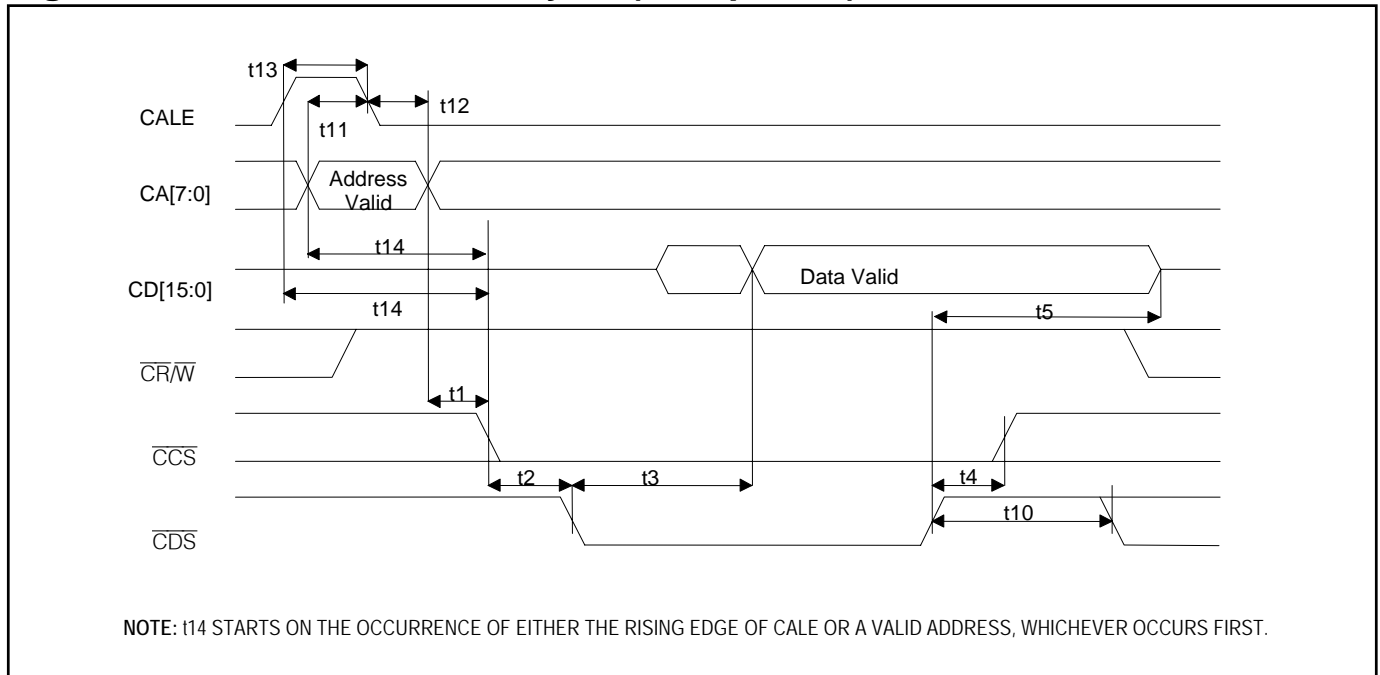 t13
t12
CALE
t11
Address
Valid
CA[7:0]
t14
Data Valid
CD[15:0]
t14
t5
CR/W
t1
CCS
t2
t3
t4
t10
CDS
NOTE: t14 STARTS ON THE OCCURRENCE OF EITHER THE RISING EDGE OF CALE OR A VALID ADDRESS, WHICHEVER OCCURS FIRST.